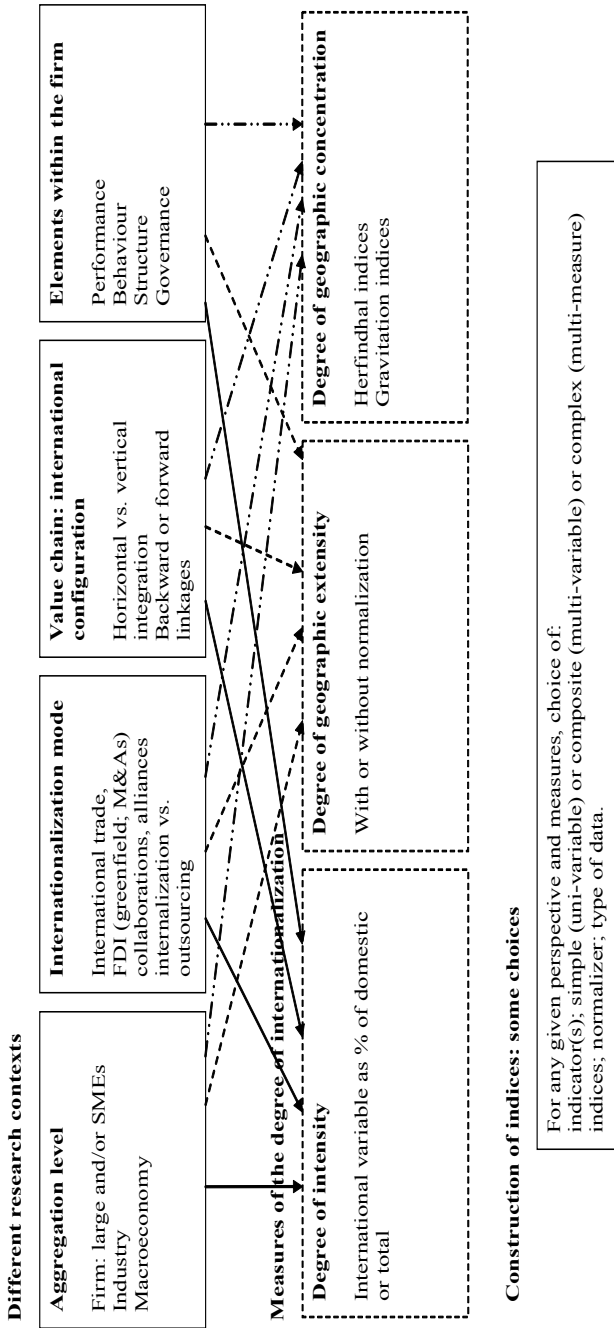 Different research contexts
Aggregation level
Firm: large and/or SMEs
Industry
Macroeconomy
Internationalization mode
International trade,
FDI (greenfield; M&As)
collaborations, alliances
internalization vs.
outsourcing
Value chain: international
configuration
Horizontal vs. vertical
integration
Backward or forward
linkages
Elements within the firm
Performance
Behaviour
Structure
Governance
Measures of the degree of internationalization
Degree of intensity
International variable as % of domestic
or total
Degree of geographic extensity
With or without normalization
Degree of geographic concentration
Herfindhal indices
Gravitation indices
Construction of indices: some choices
For any given perspective and measures, choice of:
indicator(s); simple (uni-variable) or composite (multi-variable) or complex (multi-measure)
indices; normalizer; type of data.